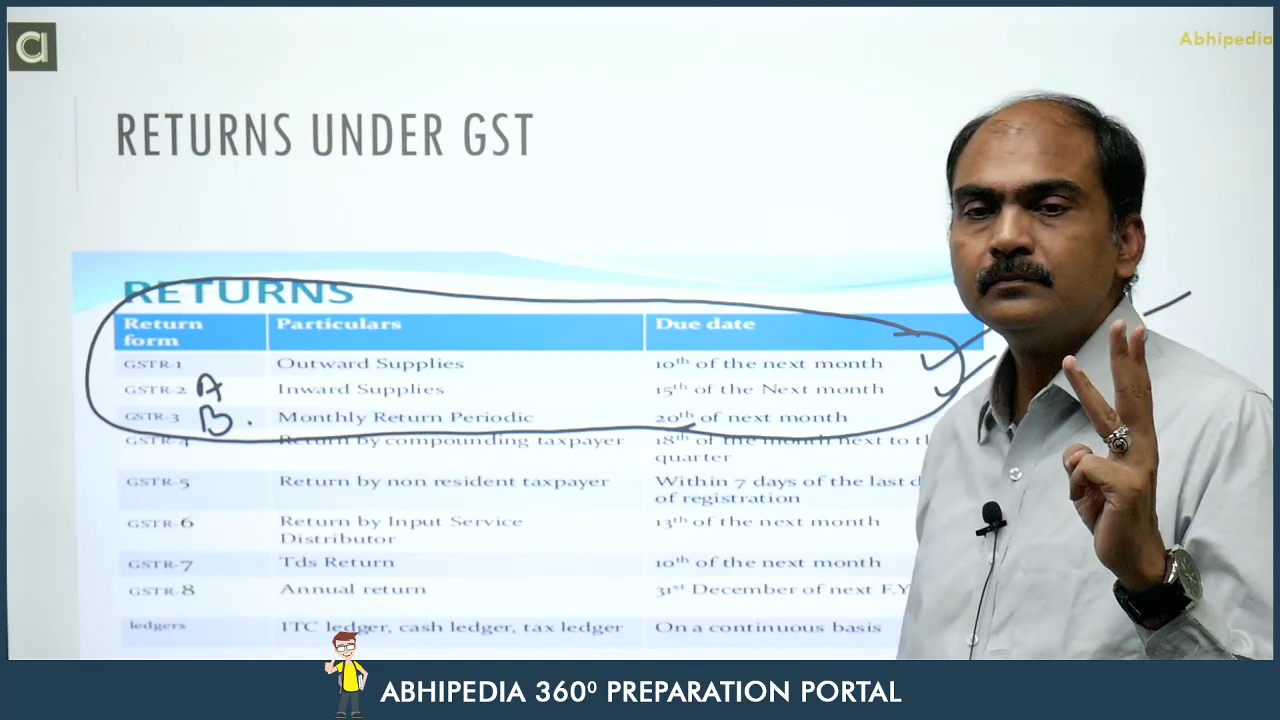 Abhipedia
RETURNS UNDER GST
RETURNS
Return form Particulars Due date
GSTR-1 Outward Supplies 10th of the next month
GSTR-2 A Inward Supplies 15th of the Next month
GSTR-3 B. Monthly Return Periodic 20th of next month
GSTR-4 Return by compounding taxpayer 18th of the month next to
quarter
GSTR-5 Return by non resident taxpayer Within 7 days of the last
of registration
GSTR-6 Return by Input Service 13th of the next month
Distributor
GSTR-7 Tds Return 10th of the next month
GSTR-8 Annual return 31st December of next F.Y
ledgers ITC ledger, cash ledger, tax ledger On a continuous basis
ABHIPEDIA 360⁰ PREPARATION PORTAL